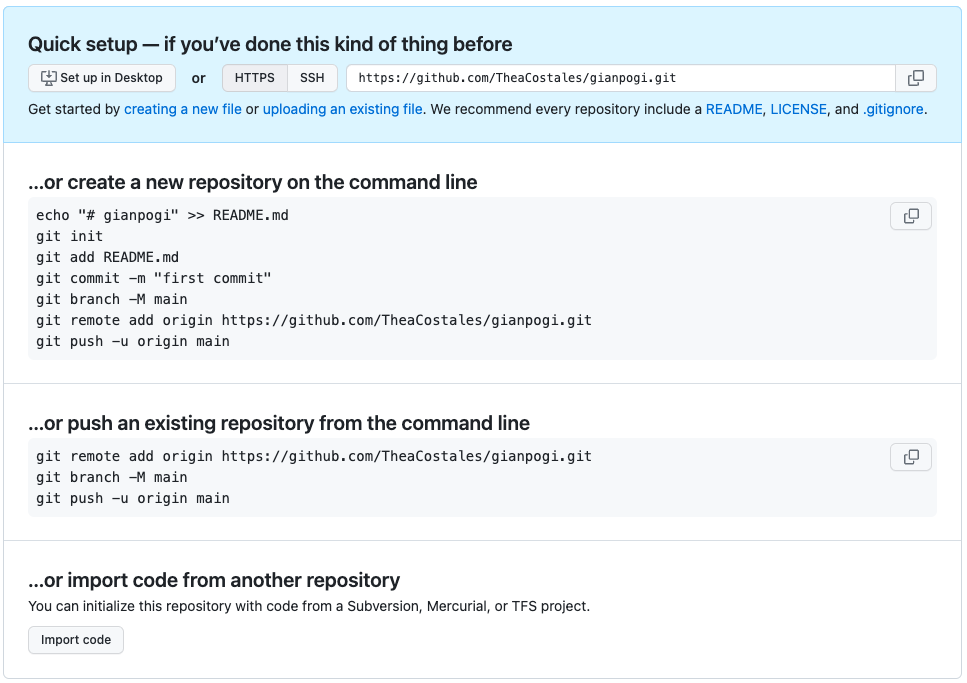 Quick setup — if you’ve done this kind of thing before
Set up in Desktop or HTTPS SSH https://github.com/TheaCostales/gianpogi.git
Get started by creating a new file or uploading an existing file. We recommend every repository include a README, LICENSE, and .gitignore.
…or create a new repository on the command line
echo "# gianpogi" >> README.md
git init
git add README.md
git commit -m "first commit"
git branch -M main
git remote add origin https://github.com/TheaCostales/gianpogi.git
git push -u origin main
…or push an existing repository from the command line
git remote add origin https://github.com/TheaCostales/gianpogi.git
git branch -M main
git push -u origin main
…or import code from another repository
You can initialize this repository with code from a Subversion, Mercurial, or TFS project.
Import code